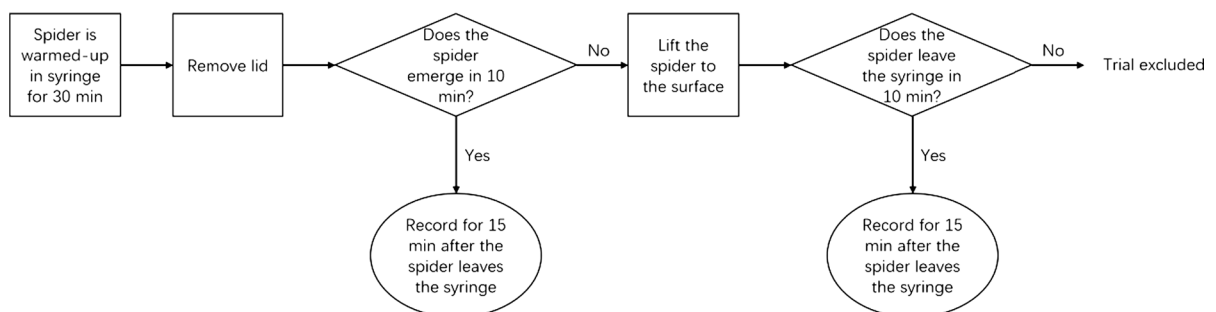 Spider is
warmed-up
in syringe
for 30 min
Remove lid
Does the
spider
emerge in 10
min?
No
Lift the
spider to
the surface
Does the
spider leave
the syringe in
10 min?
No
Trial excluded
Yes
Yes
Record for 15
min after the
spider leaves
the syringe
Record for 15
min after the
spider leaves
the syringe